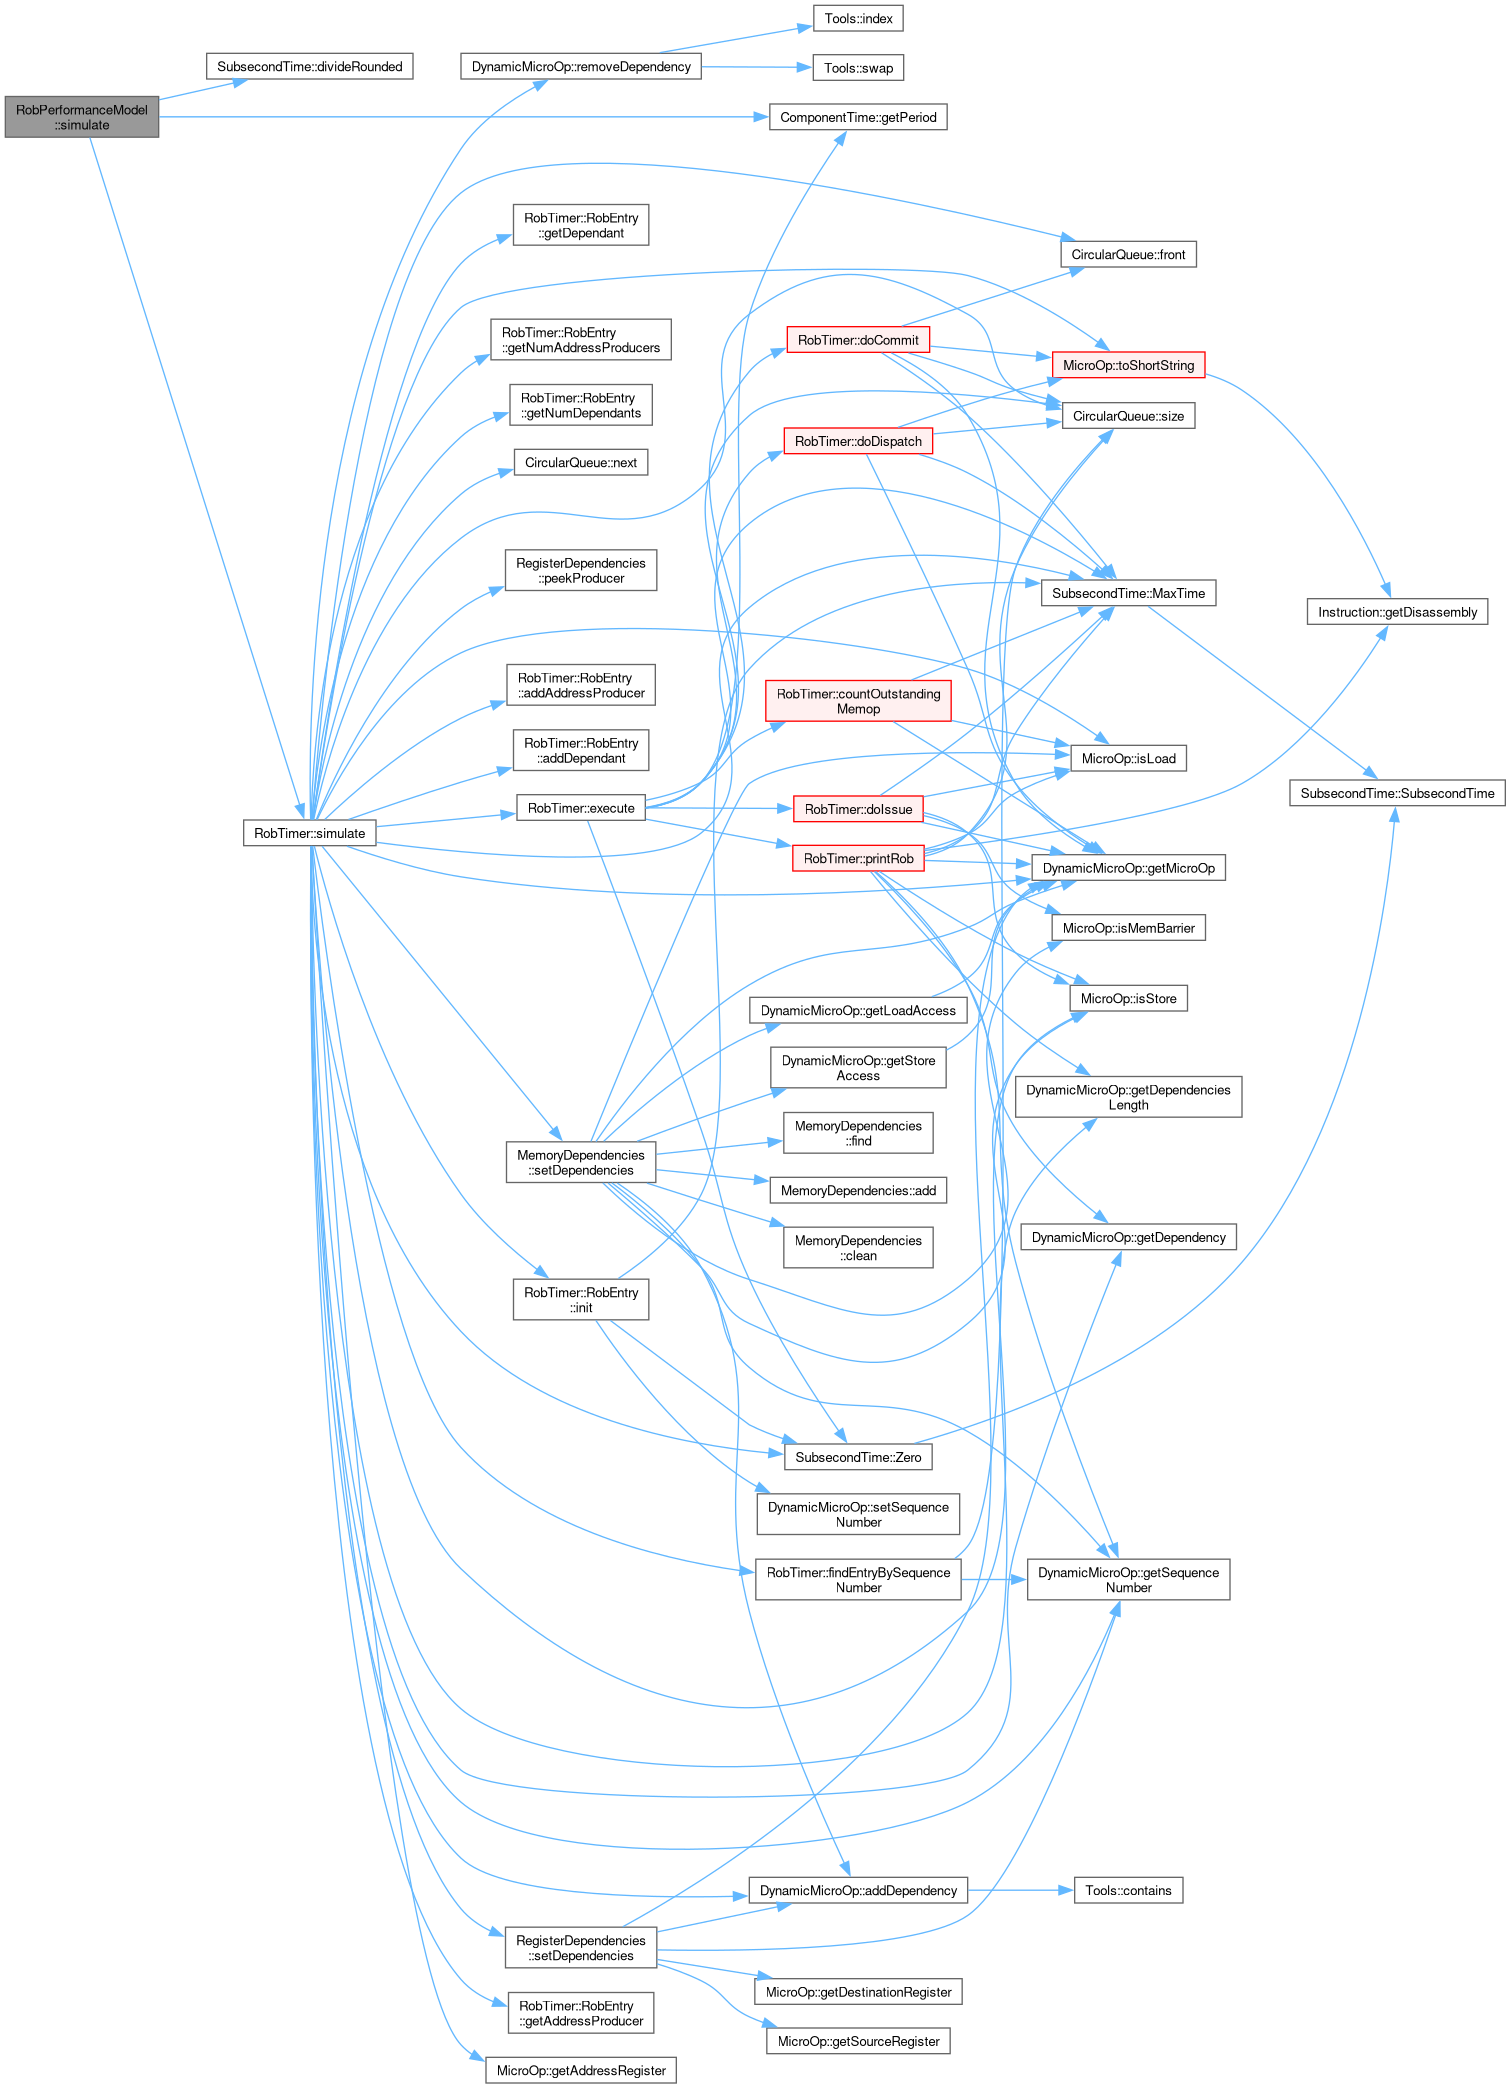 RobPerformanceModel
::simulate
SubsecondTime::divideRounded
DynamicMicroOp::removeDependency
Tools::index
Tools::swap
ComponentTime::getPeriod
RobTimer::RobEntry
::getDependant
CircularQueue::front
RobTimer::RobEntry
::getNumAddressProducers
RobTimer::doCommit
MicroOp::toShortString
RobTimer::RobEntry
::getNumDependants
CircularQueue::size
RobTimer::doDispatch
CircularQueue::next
RegisterDependencies
::peekProducer
SubsecondTime::MaxTime
Instruction::getDisassembly
RobTimer::RobEntry
::addAddressProducer
RobTimer::countOutstanding
Memop
RobTimer::RobEntry
::addDependant
MicroOp::isLoad
SubsecondTime::SubsecondTime
RobTimer::execute
RobTimer::doIssue
RobTimer::simulate
RobTimer::printRob
DynamicMicroOp::getMicroOp
MicroOp::isMemBarrier
MicroOp::isStore
DynamicMicroOp::getLoadAccess
DynamicMicroOp::getStore
Access
DynamicMicroOp::getDependencies
Length
MemoryDependencies
::find
MemoryDependencies
::setDependencies
MemoryDependencies::add
MemoryDependencies
::clean
DynamicMicroOp::getDependency
RobTimer::RobEntry
::init
SubsecondTime::Zero
DynamicMicroOp::setSequence
Number
RobTimer::findEntryBySequence
Number
DynamicMicroOp::getSequence
Number
DynamicMicroOp::addDependency
Tools::contains
RegisterDependencies
::setDependencies
MicroOp::getDestinationRegister
RobTimer::RobEntry
::getAddressProducer
MicroOp::getSourceRegister
MicroOp::getAddressRegister